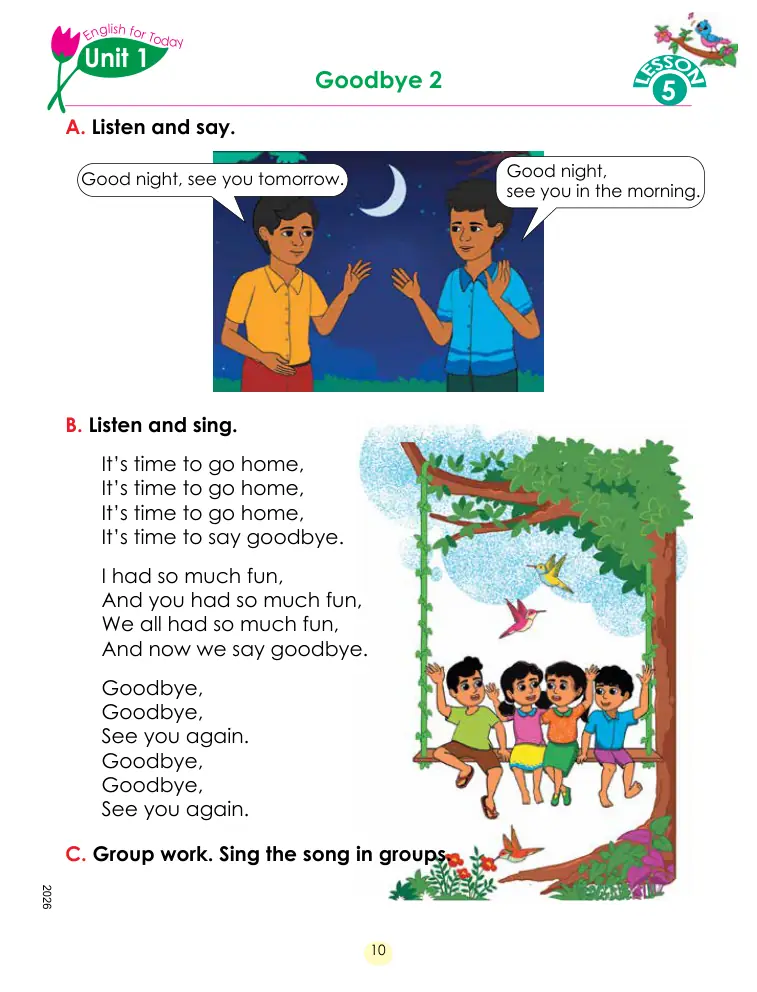 English for Today
Unit 1
Goodbye 2
LESSON
5
A. Listen and say.
Good night, see you tomorrow.
Good night,
see you in the morning.
B. Listen and sing.
It's time to go home,
It's time to go home,
It's time to go home,
It's time to say goodbye.
I had so much fun,
And you had so much fun,
We all had so much fun,
And now we say goodbye.
Goodbye,
Goodbye,
See you again.
Goodbye,
Goodbye,
See you again.
C. Group work. Sing the song in groups.
2026
10